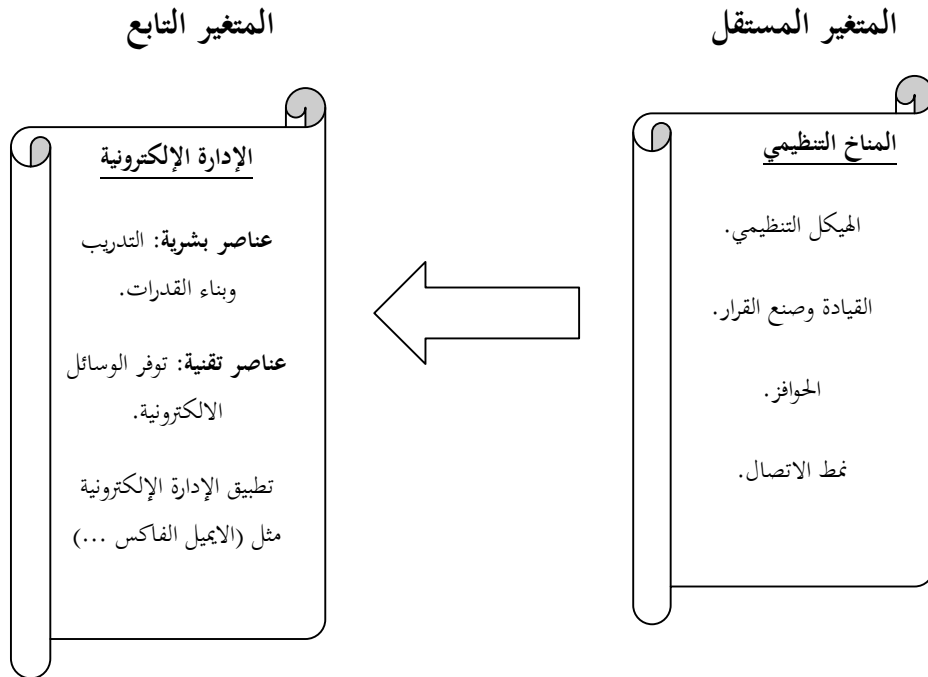 المتغير المستقل
المتغير التابع
المناخ التنظيمي
الهيكل التنظيمي.
القيادة وصنع القرار.
الحوافز.
نمط الاتصال.
الإدارة الإلكترونية
عناصر بشرية: التدريب
وبناء القدرات.
عناصر تقنية: توفر الوسائل
الالكترونية.
تطبيق الإدارة الإلكترونية
مثل (الايميل الفاكس ...)